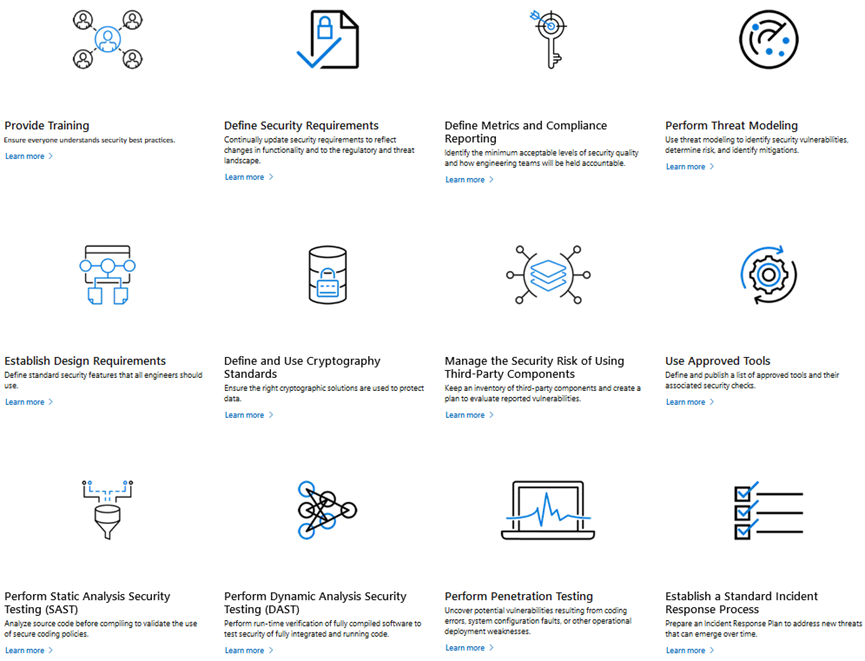 Provide Training
Ensure everyone understands security best practices.
Learn more >
Define Security Requirements
Continually update security requirements to reflect
changes in functionality and to the regulatory and threat
landscape.
Learn more >
Define Metrics and Compliance
Reporting
Identify the minimum acceptable levels of security quality
and how engineering teams will be held accountable.
Learn more >
Perform Threat Modeling
Use threat modeling to identify security vulnerabilities,
determine risk, and identify mitigations.
Learn more >
Establish Design Requirements
Define standard security features that all engineers should
use.
Learn more >
Define and Use Cryptography
Standards
Ensure the right cryptographic solutions are used to protect
data.
Learn more >
Manage the Security Risk of Using
Third-Party Components
Keep an inventory of third-party components and create a
plan to evaluate reported vulnerabilities.
Learn more >
Use Approved Tools
Define and publish a list of approved tools and their
associated security checks.
Learn more >
Perform Static Analysis Security
Testing (SAST)
Analyze source code before compiling to validate the use
of secure coding policies.
Learn more >
Perform Dynamic Analysis Security
Testing (DAST)
Perform run-time verification of fully compiled software to
test security of fully integrated and running code.
Learn more >
Perform Penetration Testing
Uncover potential vulnerabilities resulting from coding
errors, system configuration faults, or other operational
deployment weaknesses.
Learn more >
Establish a Standard Incident
Response Process
Prepare an Incident Response Plan to address new threats
that can emerge over time.
Learn more >